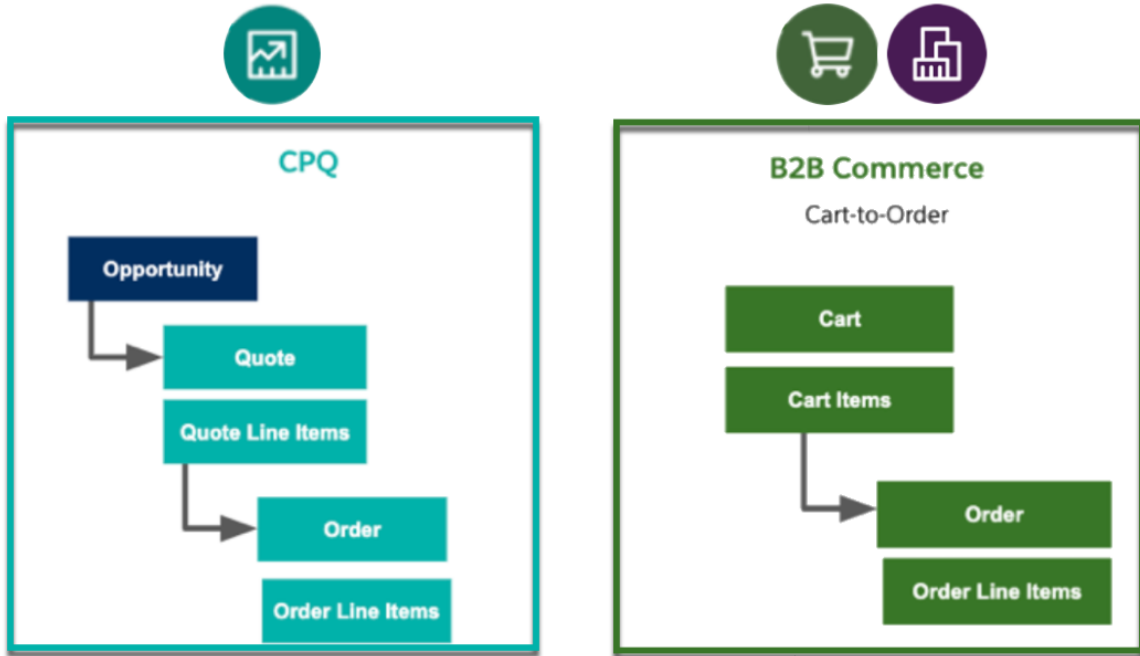 CPQ
Opportunity
Quote
Quote Line Items
Order
Order Line Items
B2B Commerce
Cart-to-Order
Cart
Cart Items
Order
Order Line Items